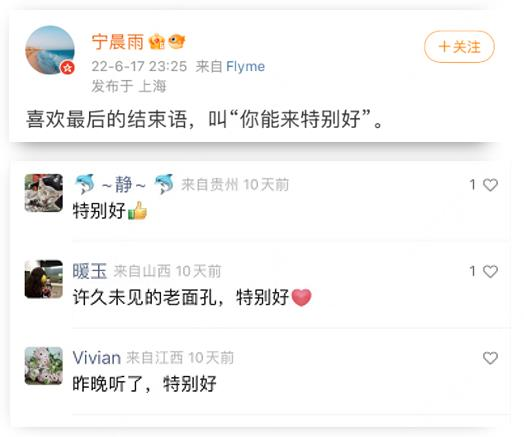 宁晨雨
+关注
22-6-17 23:25 来自 Flyme
发布于 上海
喜欢最后的结束语，叫“你能来特别好”。
🐬 ~静~ 🐬 来自贵州 10天前
1
特别好👍
暖玉 来自山西 10天前
1
许久未见的老面孔，特别好❤️
Vivian 来自江西 10天前
昨晚听了，特别好